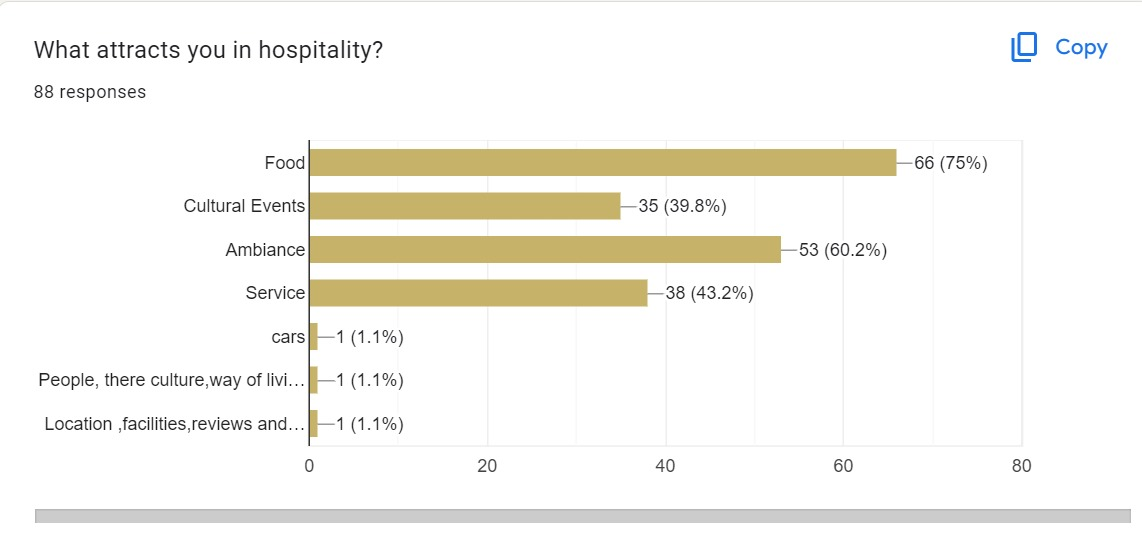 What attracts you in hospitality?
Copy
88 responses
Food 66 (75%)
Cultural Events 35 (39.8%)
Ambiance 53 (60.2%)
Service 38 (43.2%)
cars 1 (1.1%)
People, there culture,way of livi... 1 (1.1%)
Location ,facilities,reviews and... 1 (1.1%)
0 20 40 60 80